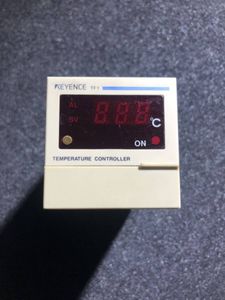 KEYENCE
AL
SV
888 °C
ON
TEMPERATURE CONTROLLER